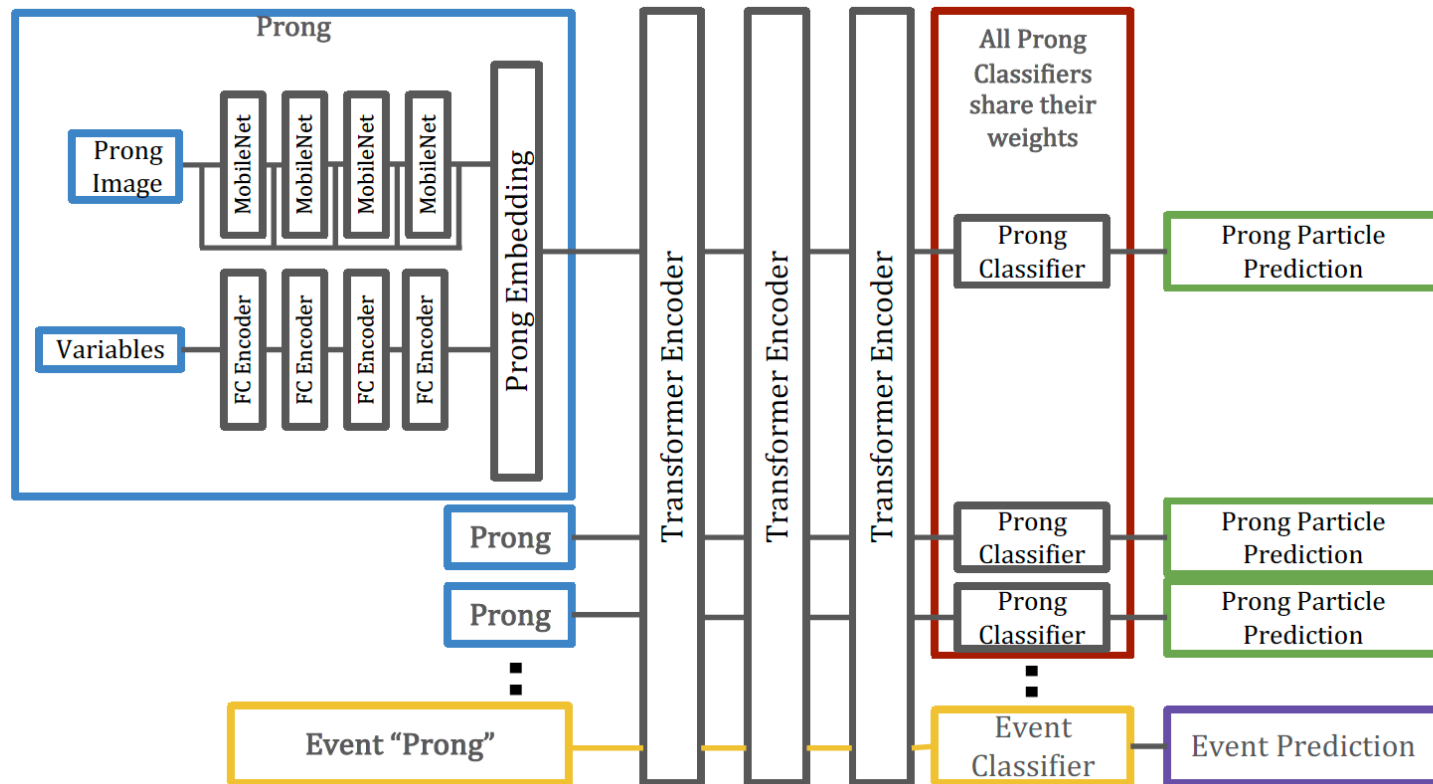 Prong
Prong
Image
MobileNet
MobileNet
MobileNet
MobileNet
Variables
FC Encoder
FC Encoder
FC Encoder
FC Encoder
Prong Embedding
Transformer Encoder
Transformer Encoder
Transformer Encoder
All Prong
Classifiers
share their
weights
Prong
Classifier
Prong Particle
Prediction
Prong
Prong
Classifier
Prong Particle
Prediction
Prong
Prong
Classifier
Prong Particle
Prediction
Event “Prong”
Event
Classifier
Event Prediction